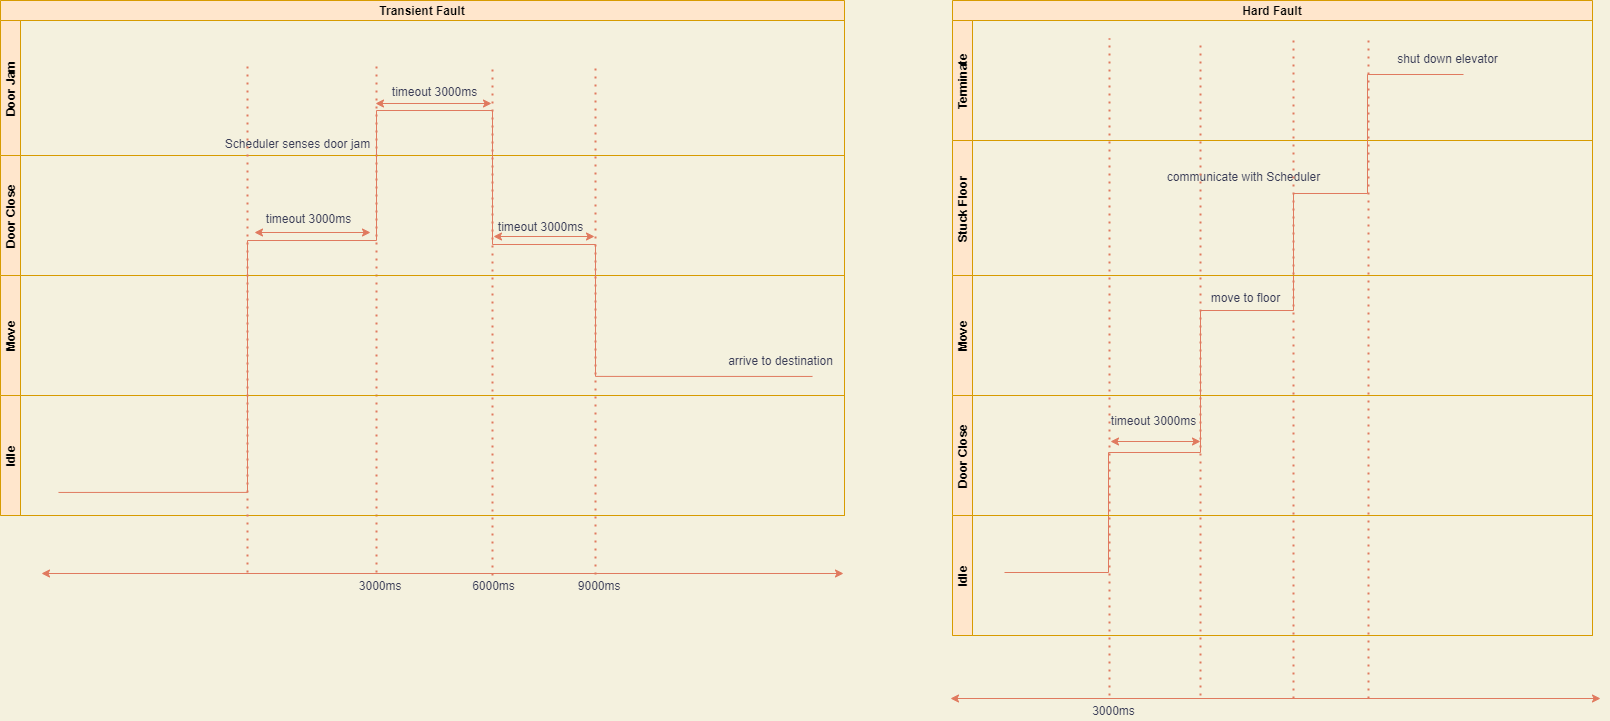 Transient Fault
Door Jam
timeout 3000ms
Scheduler senses door jam
Door Close
timeout 3000ms
timeout 3000ms
Move
arrive to destination
Idle
3000ms
6000ms
9000ms
Hard Fault
Terminate
shut down elevator
Stuck Floor
communicate with Scheduler
Move
move to floor
Door Close
timeout 3000ms
Idle
3000ms